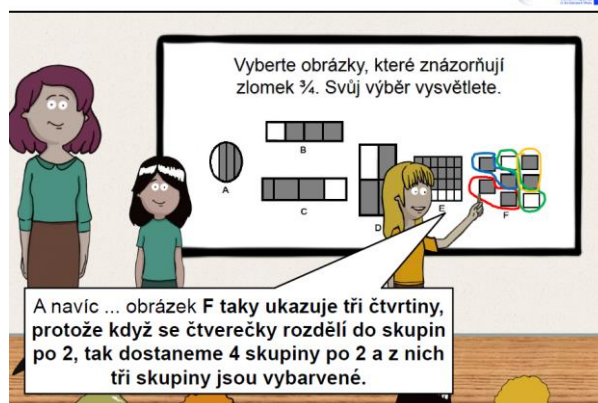 Vyberte obrázky, které znázorňují
zlomek ¾. Svůj výběr vysvětlete.
B
A
C
D
E
F
A navíc ... obrázek F taky ukazuje tři čtvrtiny,
protože když se čtverečky rozdělí do skupin
po 2, tak dostaneme 4 skupiny po 2 a z nich
tři skupiny jsou vybarvené.